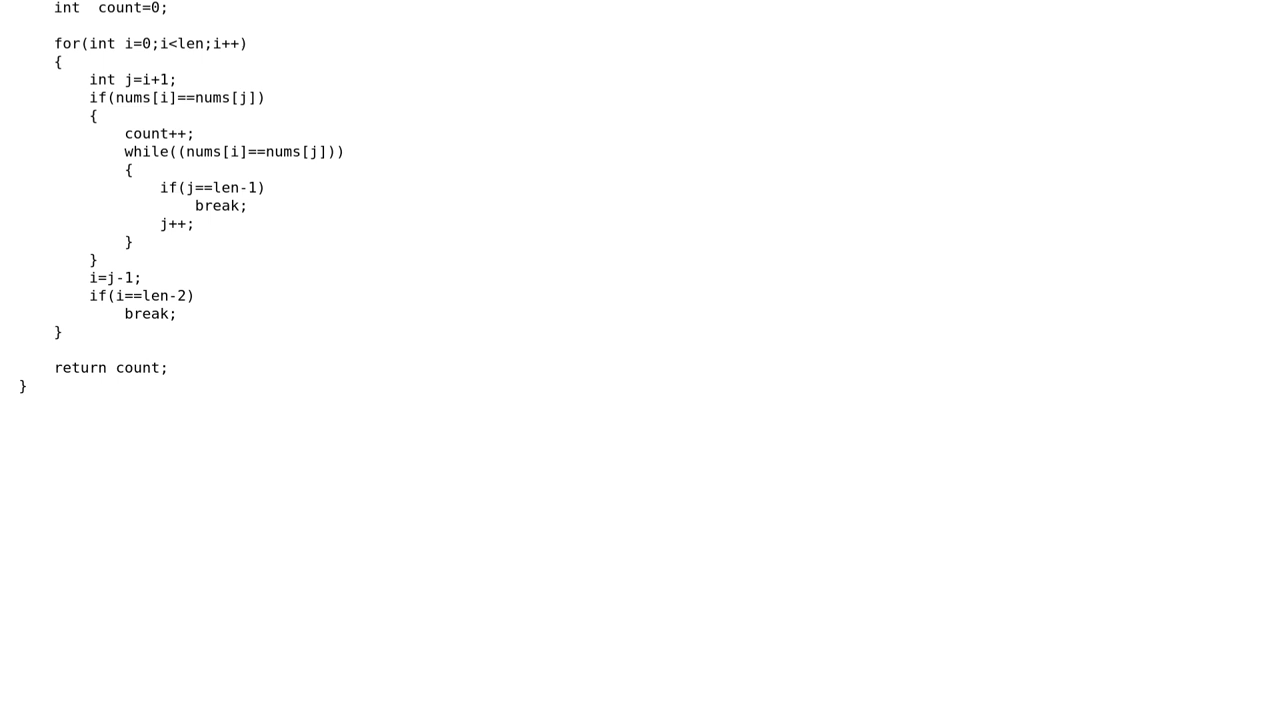 int  count=0;
for(int i=0;i<len;i++)
{
int j=i+1;
if(nums[i]==nums[j])
{
count++;
while((nums[i]==nums[j]))
{
if(j==len-1)
break;
j++;
}
}
i=j-1;
if(i==len-2)
break;
}
return count;
}